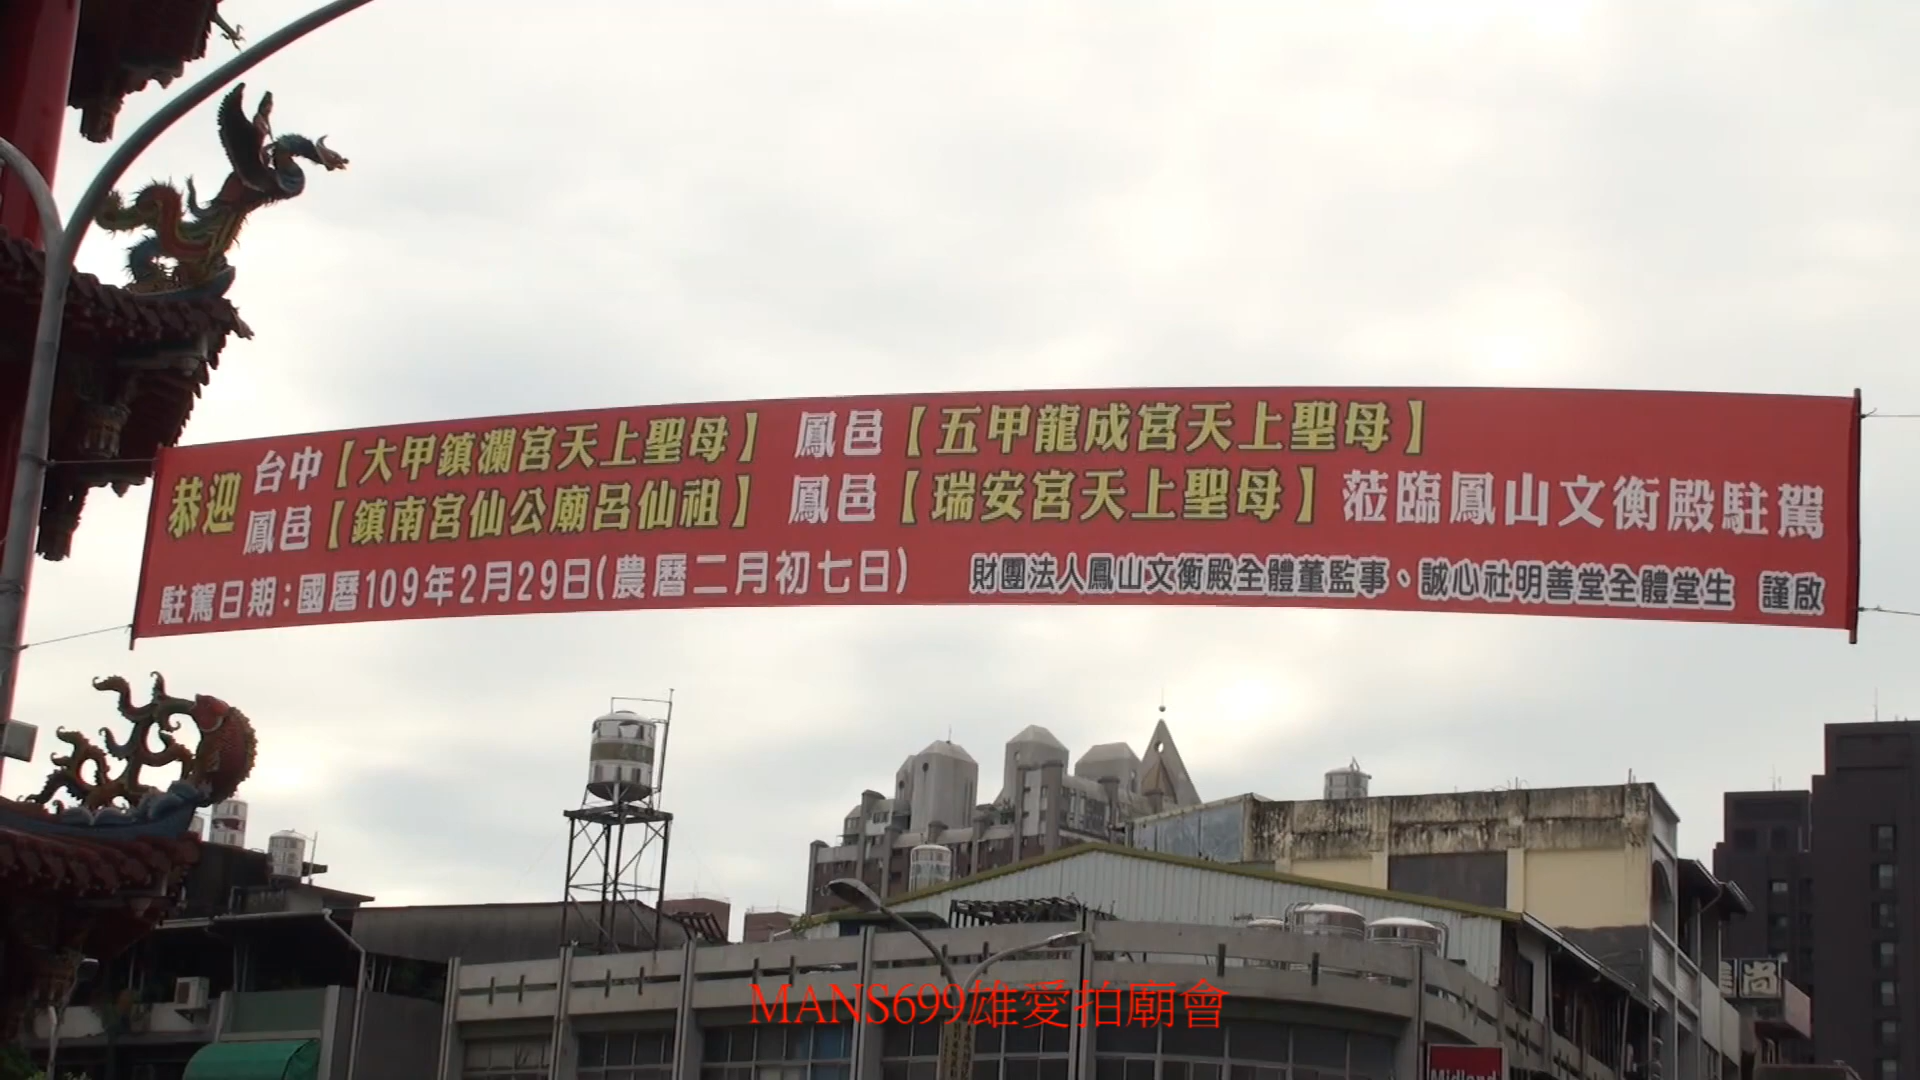 恭迎
台中【大甲鎮瀾宮天上聖母】 鳳邑【五甲龍成宮天上聖母】
鳳邑【鎮南宮仙公廟呂仙祖】 鳳邑【瑞安宮天上聖母】蒞臨鳳山文衡殿駐駕
駐駕日期：國曆109年2月29日(農曆二月初七日) 財團法人鳳山文衡殿全體董監事、誠心社明善堂全體堂生 謹啟
尚
MANS699雄愛拍廟會
Midland